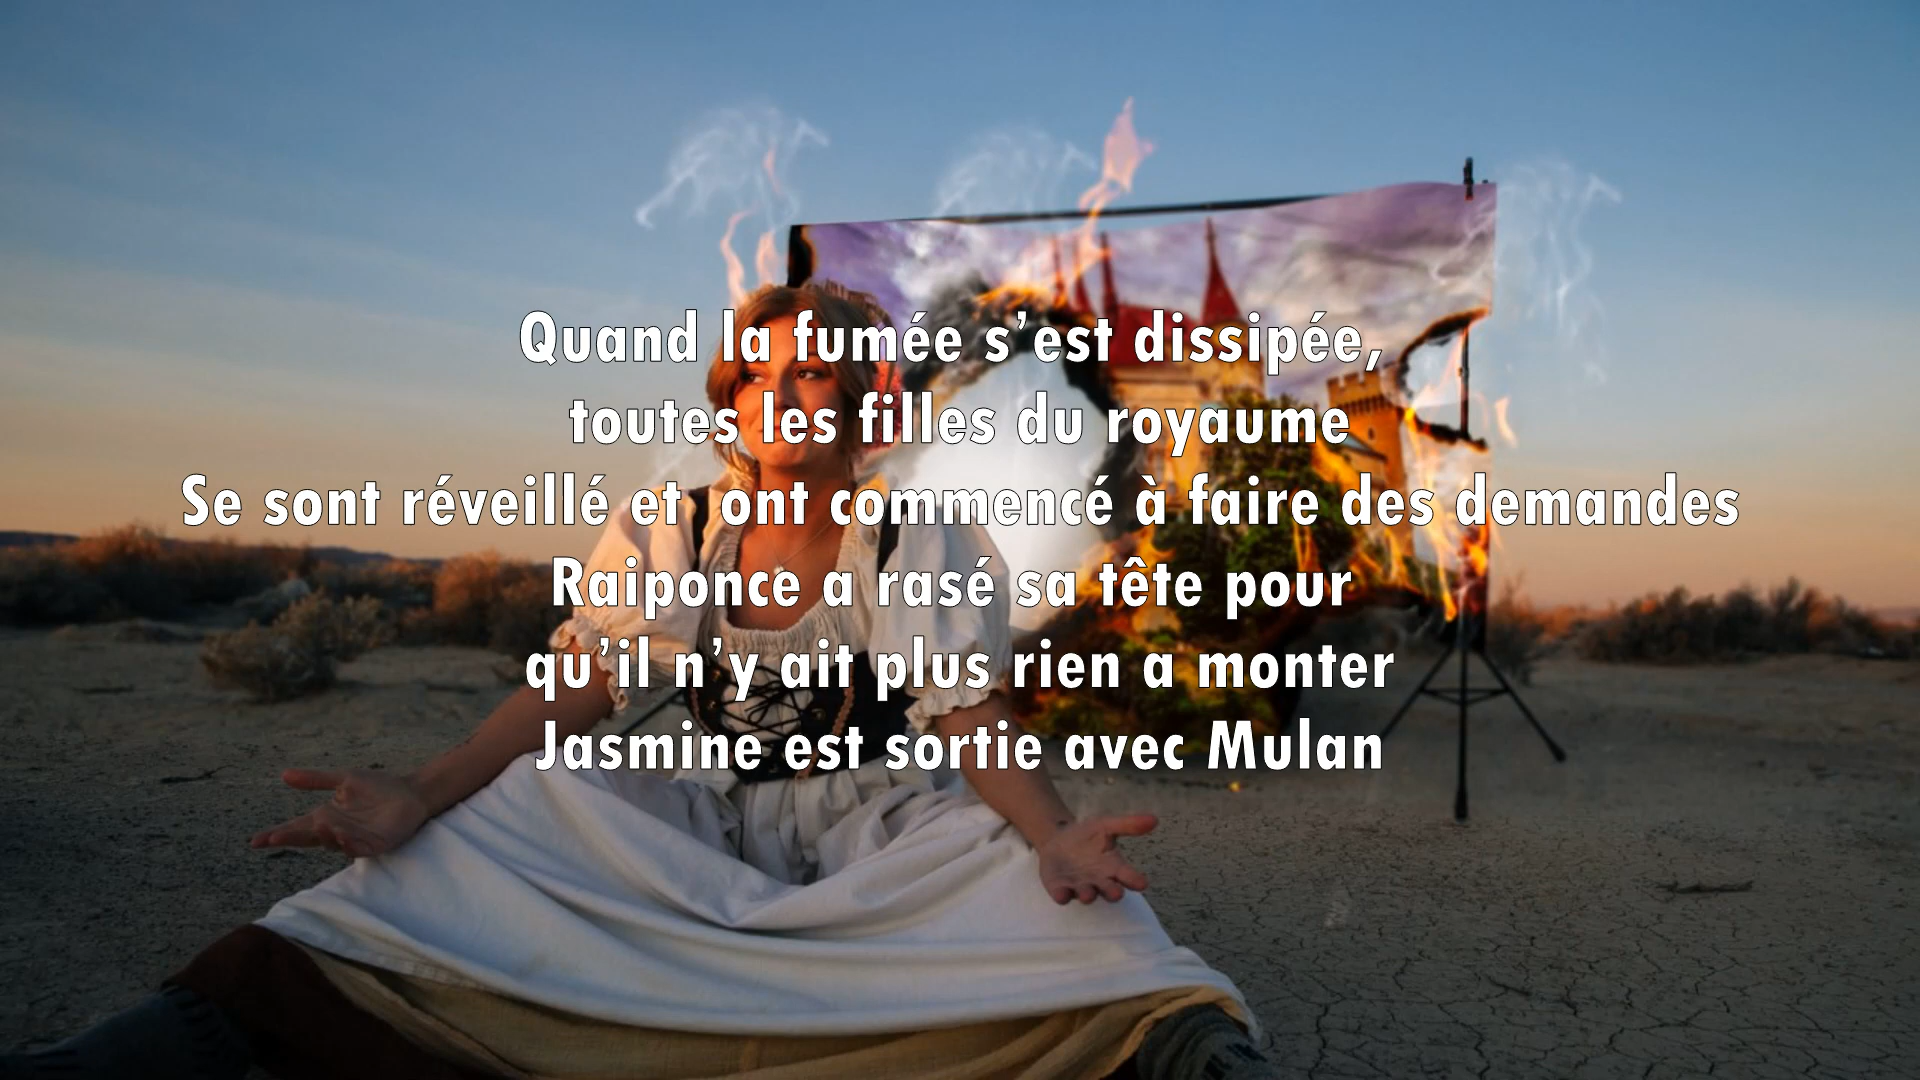 Quand la fumée s’est dissipée,
toutes les filles du royaume
Se sont réveillé et  ont commencé à faire des demandes
Raiponce a rasé sa tête pour
qu’il n’y ait plus rien a monter
Jasmine est sortie avec Mulan